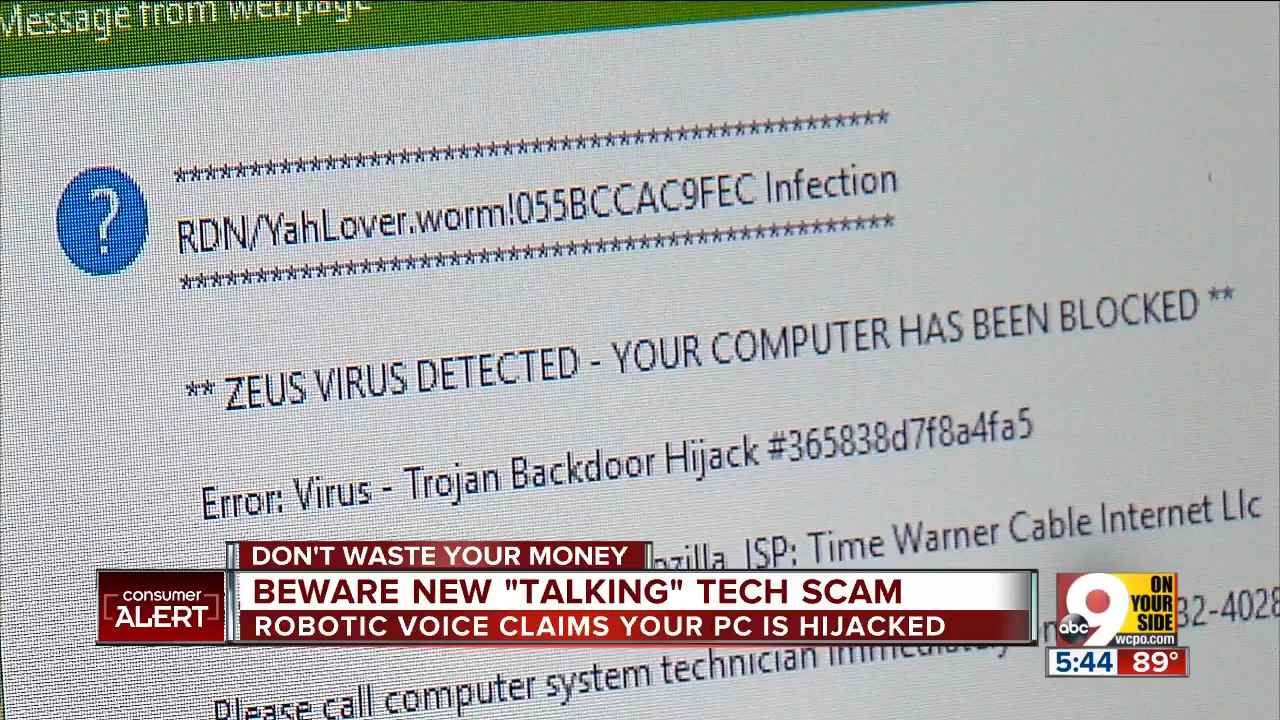 Message from webpage
****************************************
RDN/YahLover.worm!055BCCAC9FEC Infection
****************************************
** ZEUS VIRUS DETECTED - YOUR COMPUTER HAS BEEN BLOCKED **
Error: Virus - Trojan Backdoor Hijack #365838d7f8a4fa5
ISP: Time Warner Cable Internet Llc
32-4028
Please call computer system technician immediately
DON'T WASTE YOUR MONEY
consumer
ALERT
BEWARE NEW "TALKING" TECH SCAM
ROBOTIC VOICE CLAIMS YOUR PC IS HIJACKED
abc 9
ON
YOUR
SIDE
wcpo.com
5:44 89°